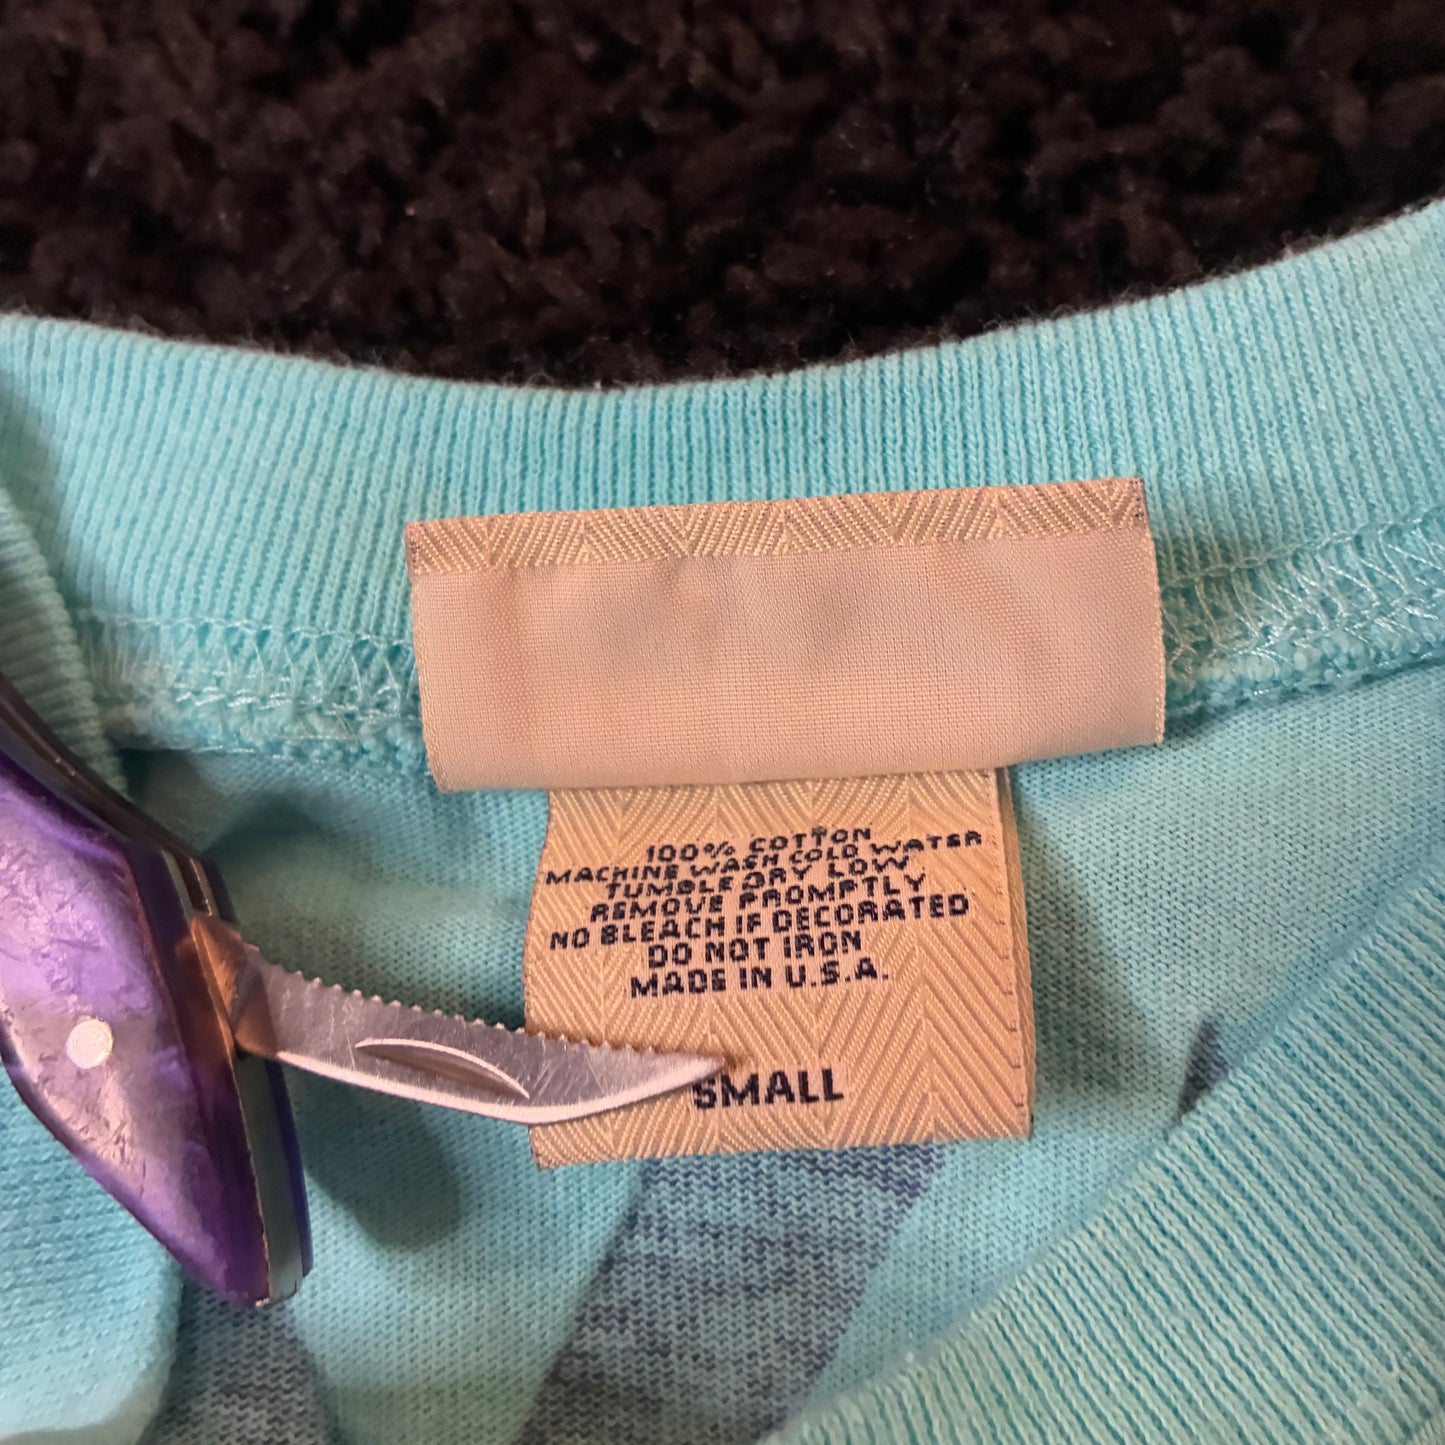 100% COTTON
MACHINE WASH COLD WATER
TUMBLE DRY LOW
REMOVE PROMPTLY
NO BLEACH IF DECORATED
DO NOT IRON
MADE IN U.S.A.
SMALL